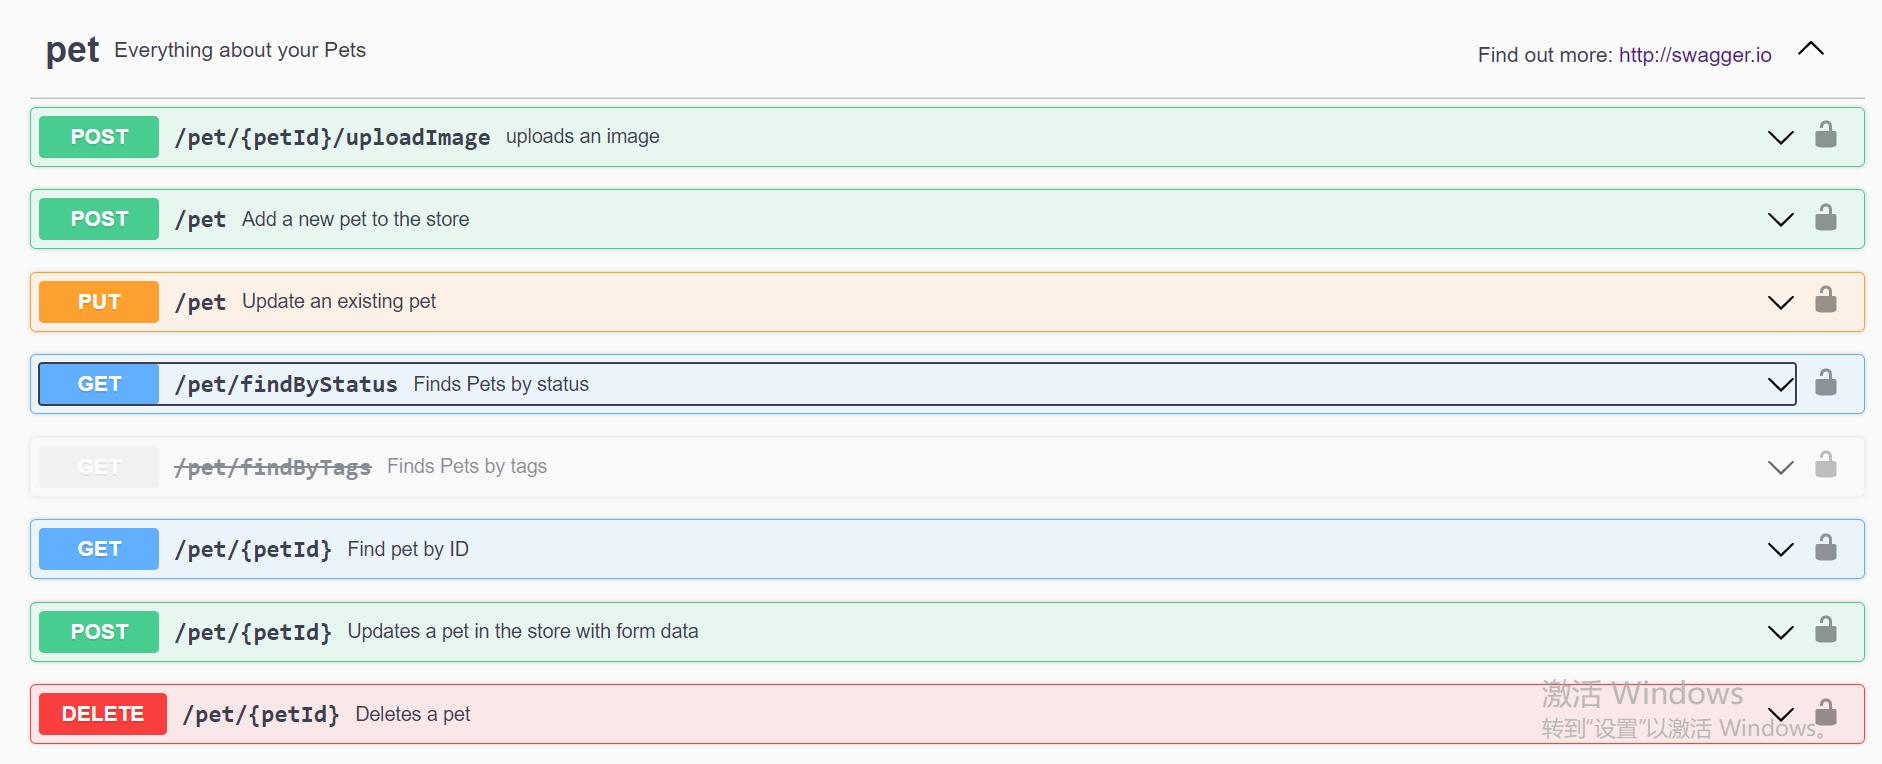 pet Everything about your Pets Find out more: http://swagger.io
POST /pet/{petId}/uploadImage uploads an image
POST /pet Add a new pet to the store
PUT /pet Update an existing pet
GET /pet/findByStatus Finds Pets by status
GET /pet/findByTags Finds Pets by tags
GET /pet/{petId} Find pet by ID
POST /pet/{petId} Updates a pet in the store with form data
DELETE /pet/{petId} Deletes a pet
激活 Windows
转到“设置”以激活 Windows。